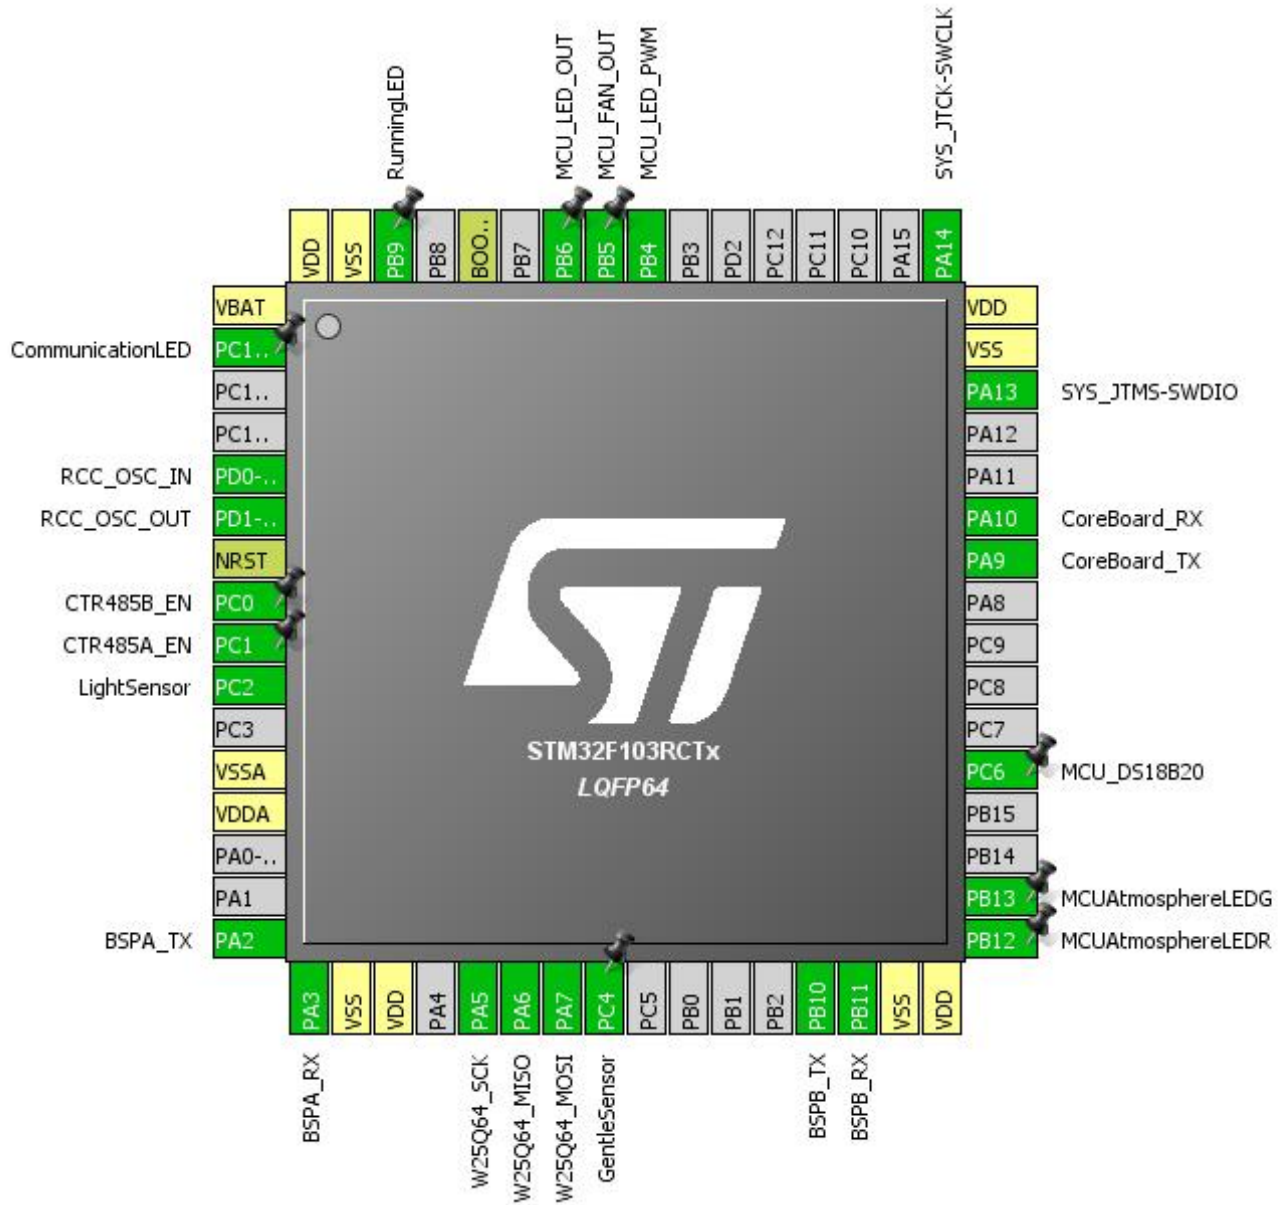 RunningLED
MCU_LED_OUT
MCU_FAN_OUT
MCU_LED_PWM
SYS_JTCK-SWCLK
VDD
VSS
PB9
PB8
BOO..
PB7
PB6
PB5
PB4
PB3
PD2
PC12
PC11
PC10
PA15
PA14
VBAT
CommunicationLED PC1..
PC1..
PC1..
RCC_OSC_IN PD0-..
RCC_OSC_OUT PD1-..
NRST
CTR485B_EN PC0
CTR485A_EN PC1
LightSensor PC2
PC3
VSSA
VDDA
PA0-..
PA1
BSPA_TX PA2
STM32F103RCTx
LQFP64
VDD
VSS
PA13 SYS_JTMS-SWDIO
PA12
PA11
PA10 CoreBoard_RX
PA9 CoreBoard_TX
PA8
PC9
PC8
PC7
PC6 MCU_DS18B20
PB15
PB14
PB13 MCUAtmosphereLEDG
PB12 MCUAtmosphereLEDR
PA3
VSS
VDD
PA4
PA5
PA6
PA7
PC4
PC5
PB0
PB1
PB2
PB10
PB11
VSS
VDD
BSPA_RX
W25Q64_SCK
W25Q64_MISO
W25Q64_MOSI
GentleSensor
BSPB_TX
BSPB_RX